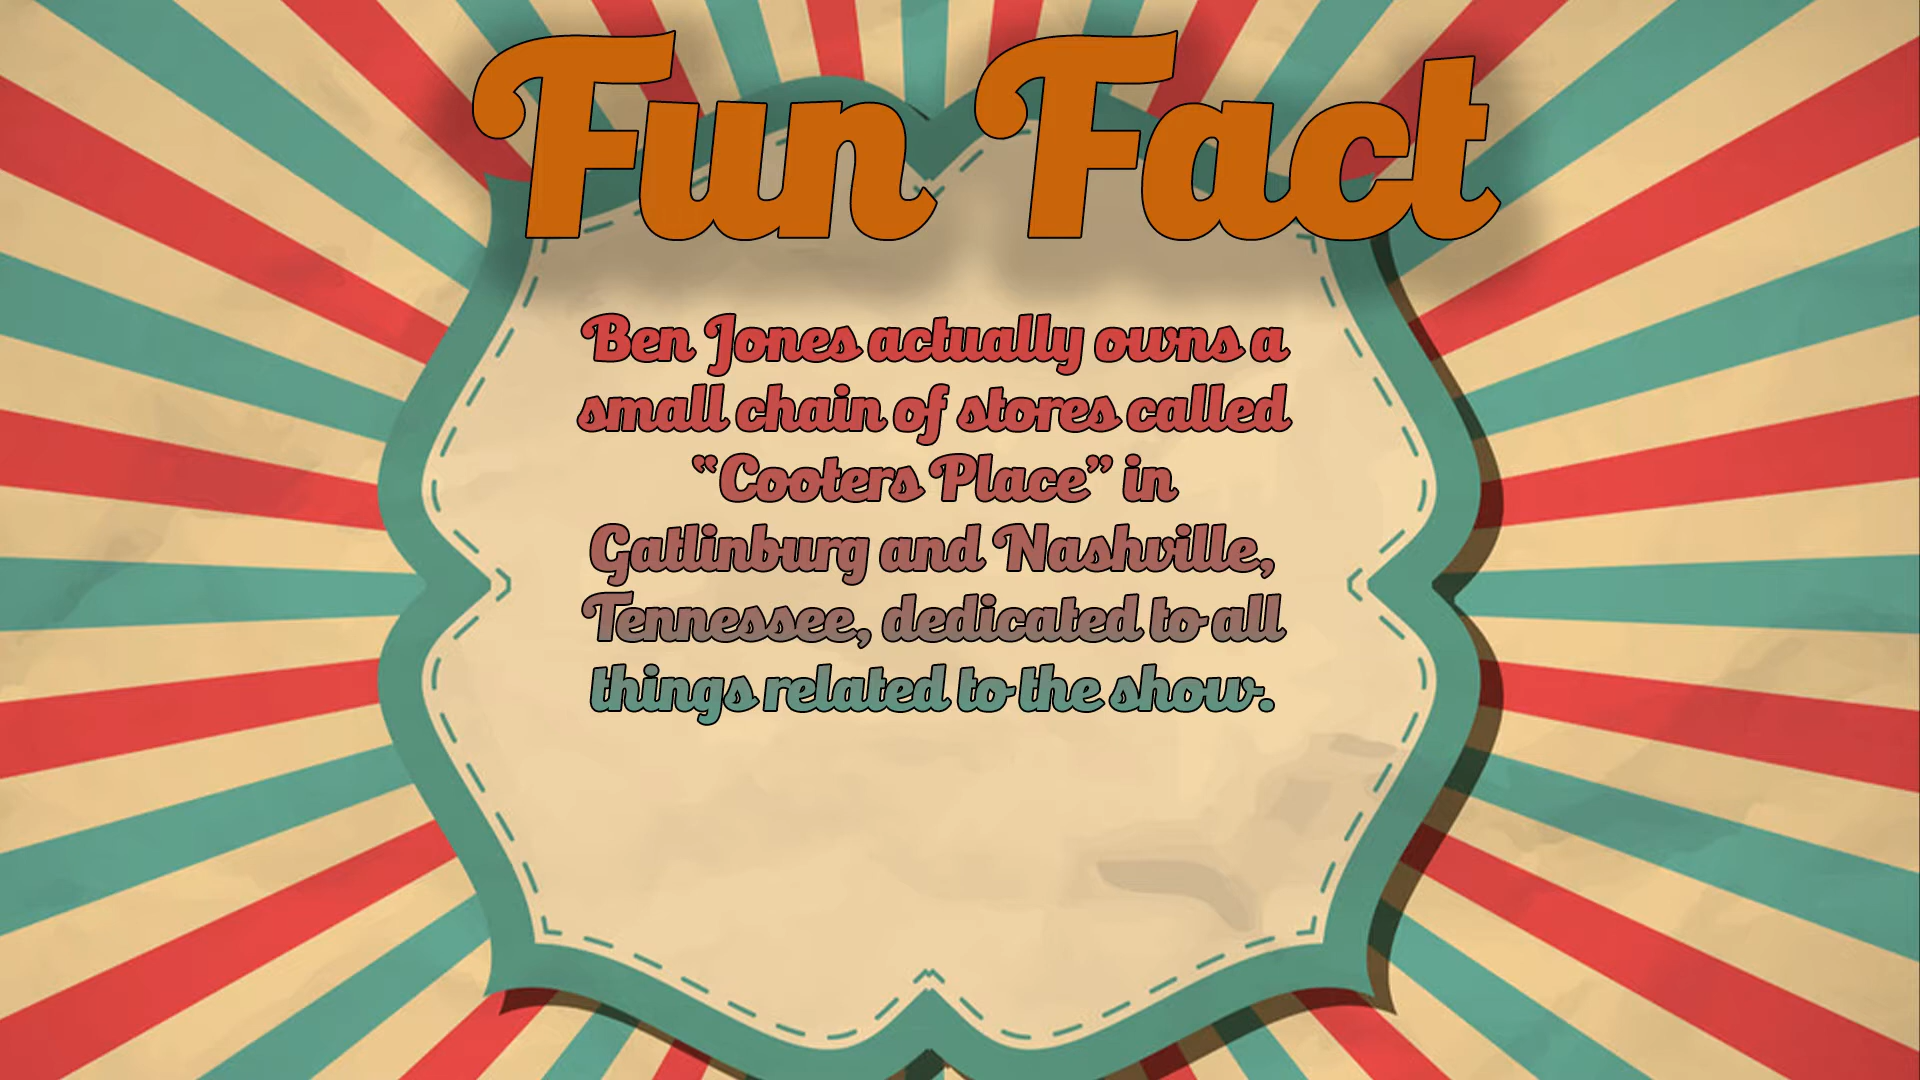 Fun Fact
Ben Jones actually owns a
small chain of stores called
“Cooters Place” in
Gatlinburg and Nashville,
Tennessee, dedicated to all
things related to the show.